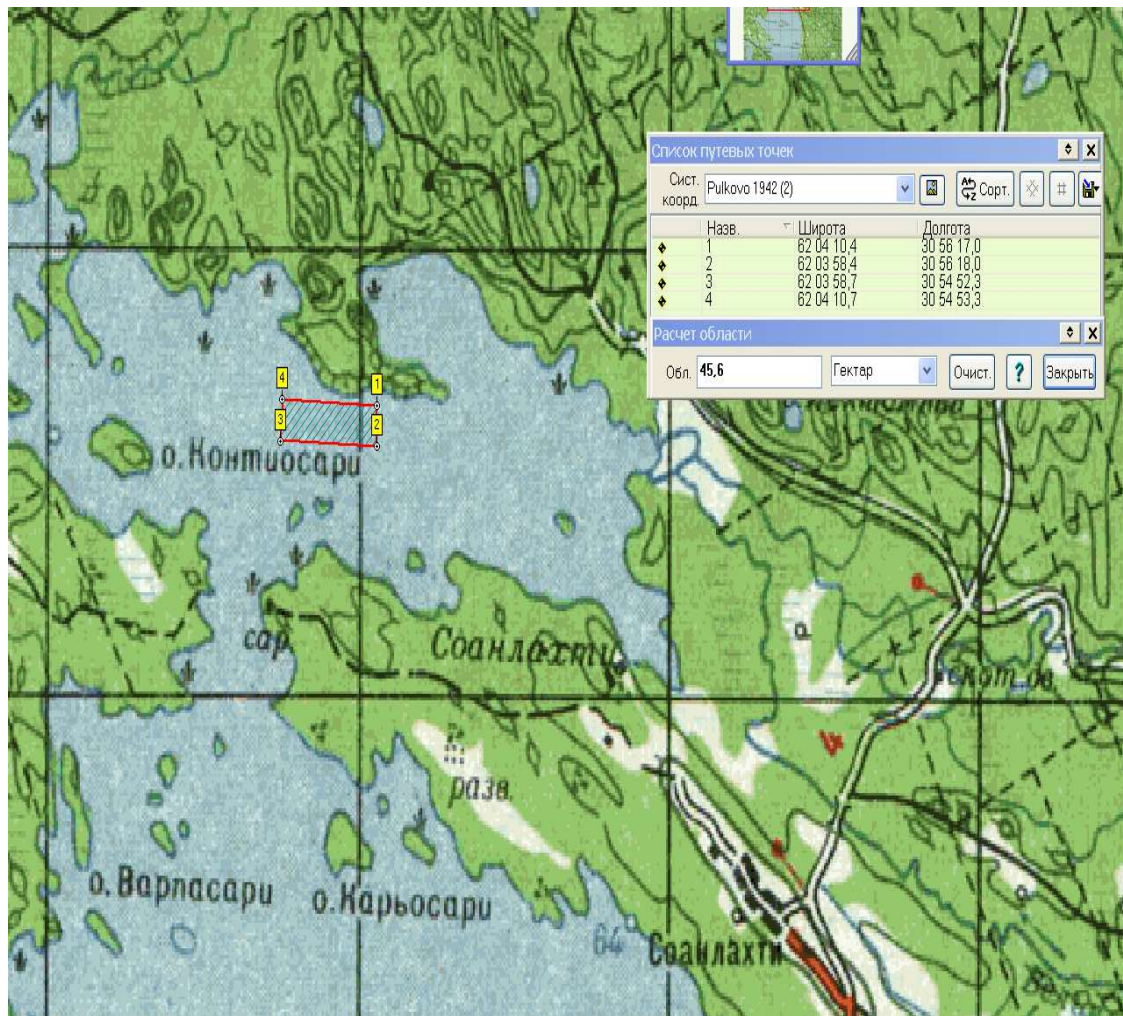 Список путевых точек
Сист. коорд. Pulkovo 1942 (2) Сорт.
Назв. Широта Долгота
1 62 04 10,4 30 56 17,0
2 62 03 58,4 30 56 18,0
3 62 03 58,7 30 54 52,3
4 62 04 10,7 30 54 53,3
Расчет области
Обл. 45,6 Гектар Очист. ? Закрыть
4
1
3
2
о. Контиосари
сар.
Соанлахти
разв.
о. Варпасари
о. Карьосари
64
Соанлахти